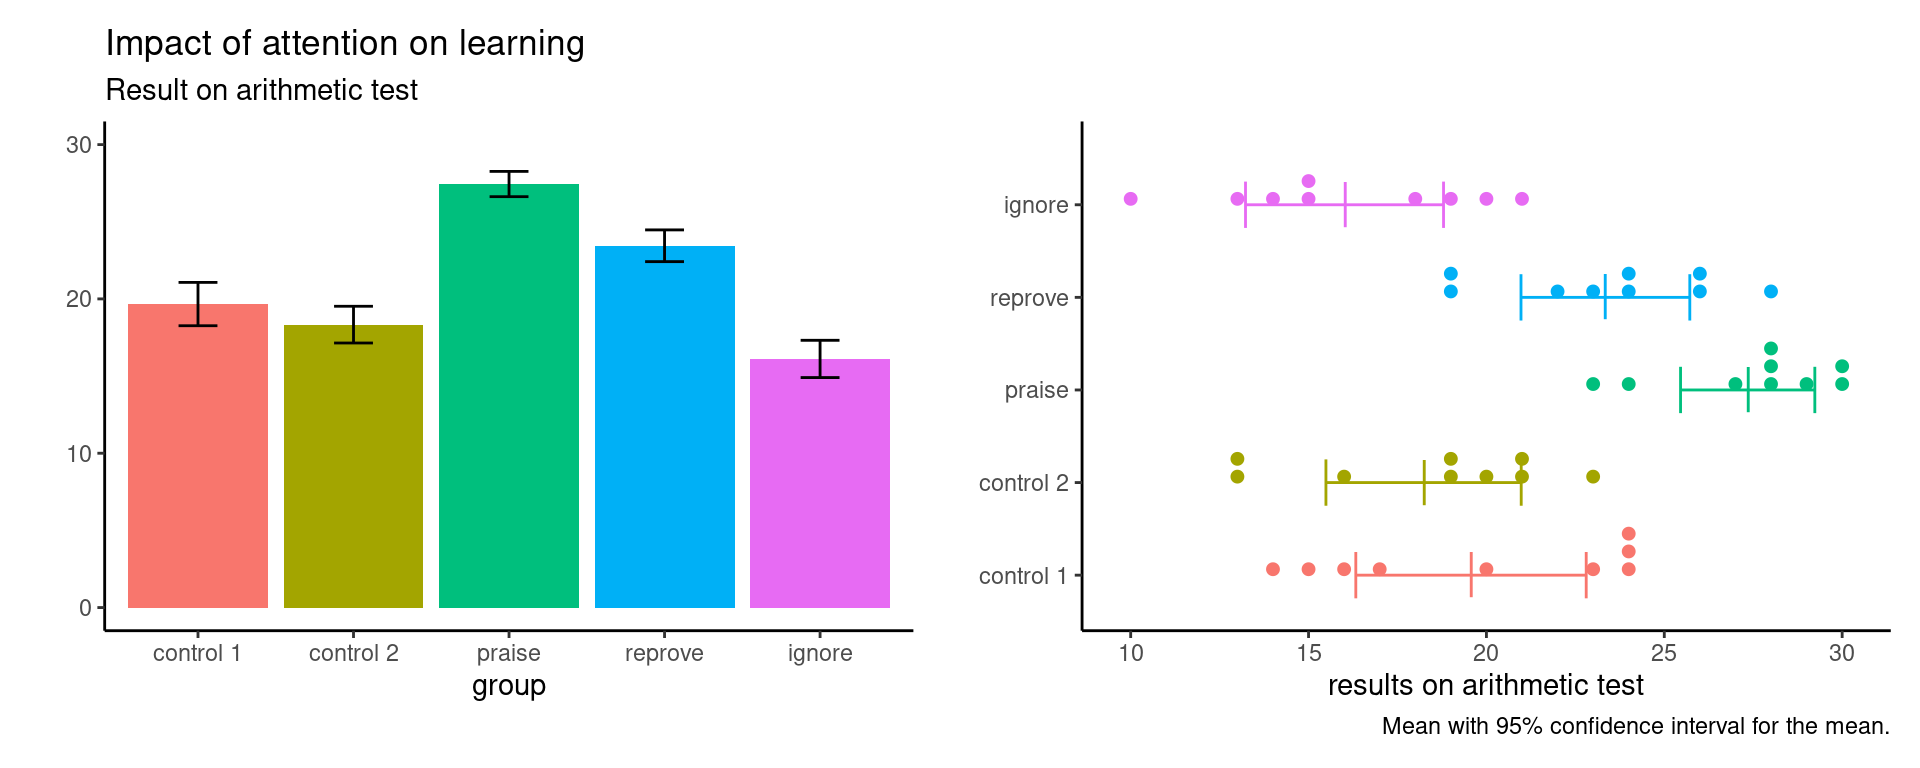 Impact of attention on learning
Result on arithmetic test
30
20
10
0
control 1
control 2
praise
reprove
ignore
group
ignore
reprove
praise
control 2
control 1
10
15
20
25
30
results on arithmetic test
Mean with 95% confidence interval for the mean.